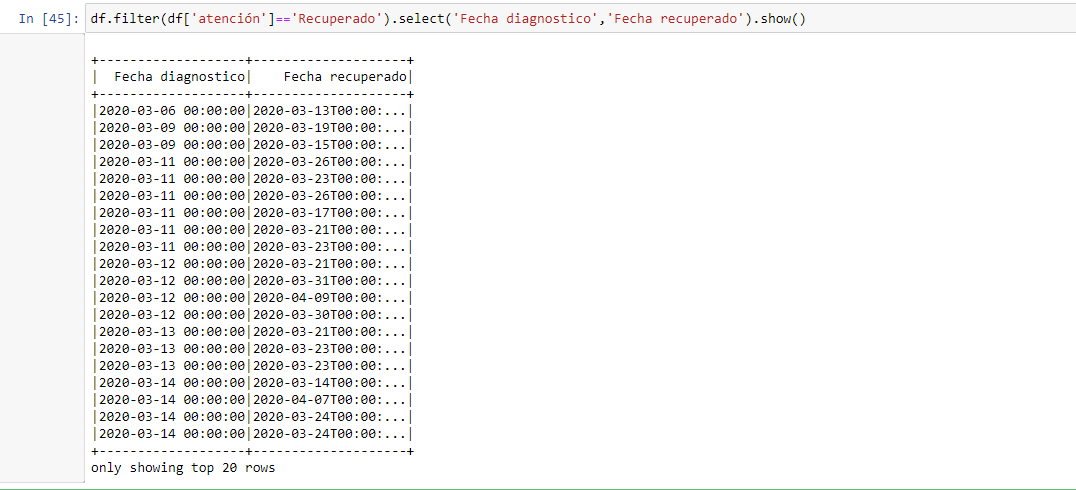 In [45]: df.filter(df['atención']=='Recuperado').select('Fecha diagnostico','Fecha recuperado').show()
+-------------------+--------------------+
|  Fecha diagnostico|    Fecha recuperado|
+-------------------+--------------------+
|2020-03-06 00:00:00|2020-03-13T00:00:...|
|2020-03-09 00:00:00|2020-03-19T00:00:...|
|2020-03-09 00:00:00|2020-03-15T00:00:...|
|2020-03-11 00:00:00|2020-03-26T00:00:...|
|2020-03-11 00:00:00|2020-03-23T00:00:...|
|2020-03-11 00:00:00|2020-03-26T00:00:...|
|2020-03-11 00:00:00|2020-03-17T00:00:...|
|2020-03-11 00:00:00|2020-03-21T00:00:...|
|2020-03-11 00:00:00|2020-03-23T00:00:...|
|2020-03-12 00:00:00|2020-03-21T00:00:...|
|2020-03-12 00:00:00|2020-03-31T00:00:...|
|2020-03-12 00:00:00|2020-04-09T00:00:...|
|2020-03-12 00:00:00|2020-03-30T00:00:...|
|2020-03-13 00:00:00|2020-03-21T00:00:...|
|2020-03-13 00:00:00|2020-03-23T00:00:...|
|2020-03-13 00:00:00|2020-03-23T00:00:...|
|2020-03-14 00:00:00|2020-03-14T00:00:...|
|2020-03-14 00:00:00|2020-04-07T00:00:...|
|2020-03-14 00:00:00|2020-03-24T00:00:...|
|2020-03-14 00:00:00|2020-03-24T00:00:...|
+-------------------+--------------------+
only showing top 20 rows